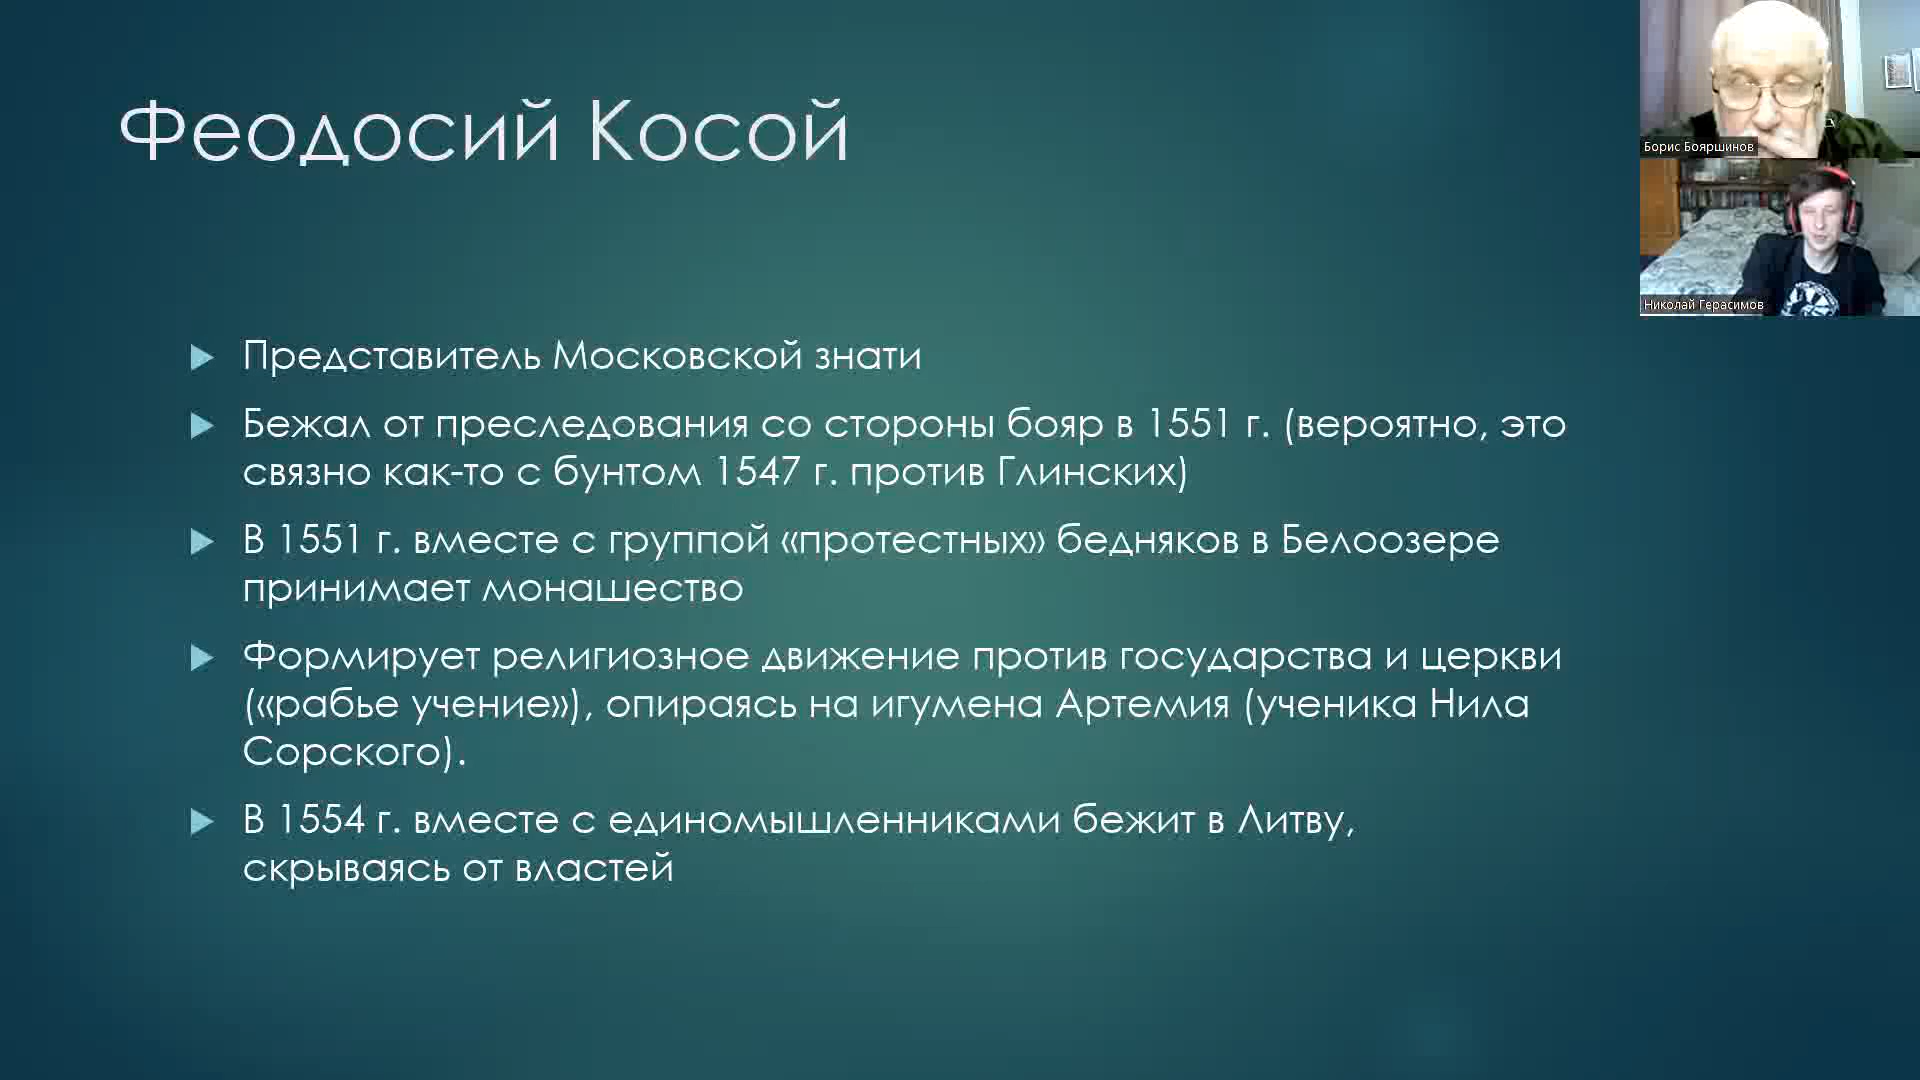 Феодосий Косой
Представитель Московской знати
Бежал от преследования со стороны бояр в 1551 г. (вероятно, это
связно как-то с бунтом 1547 г. против Глинских)
В 1551 г. вместе с группой «протестных» бедняков в Белоозере
принимает монашество
Формирует религиозное движение против государства и церкви
(«рабье учение»), опираясь на игумена Артемия (ученика Нила
Сорского).
В 1554 г. вместе с единомышленниками бежит в Литву,
скрываясь от властей
Борис Бояршинов
Николай Герасимов